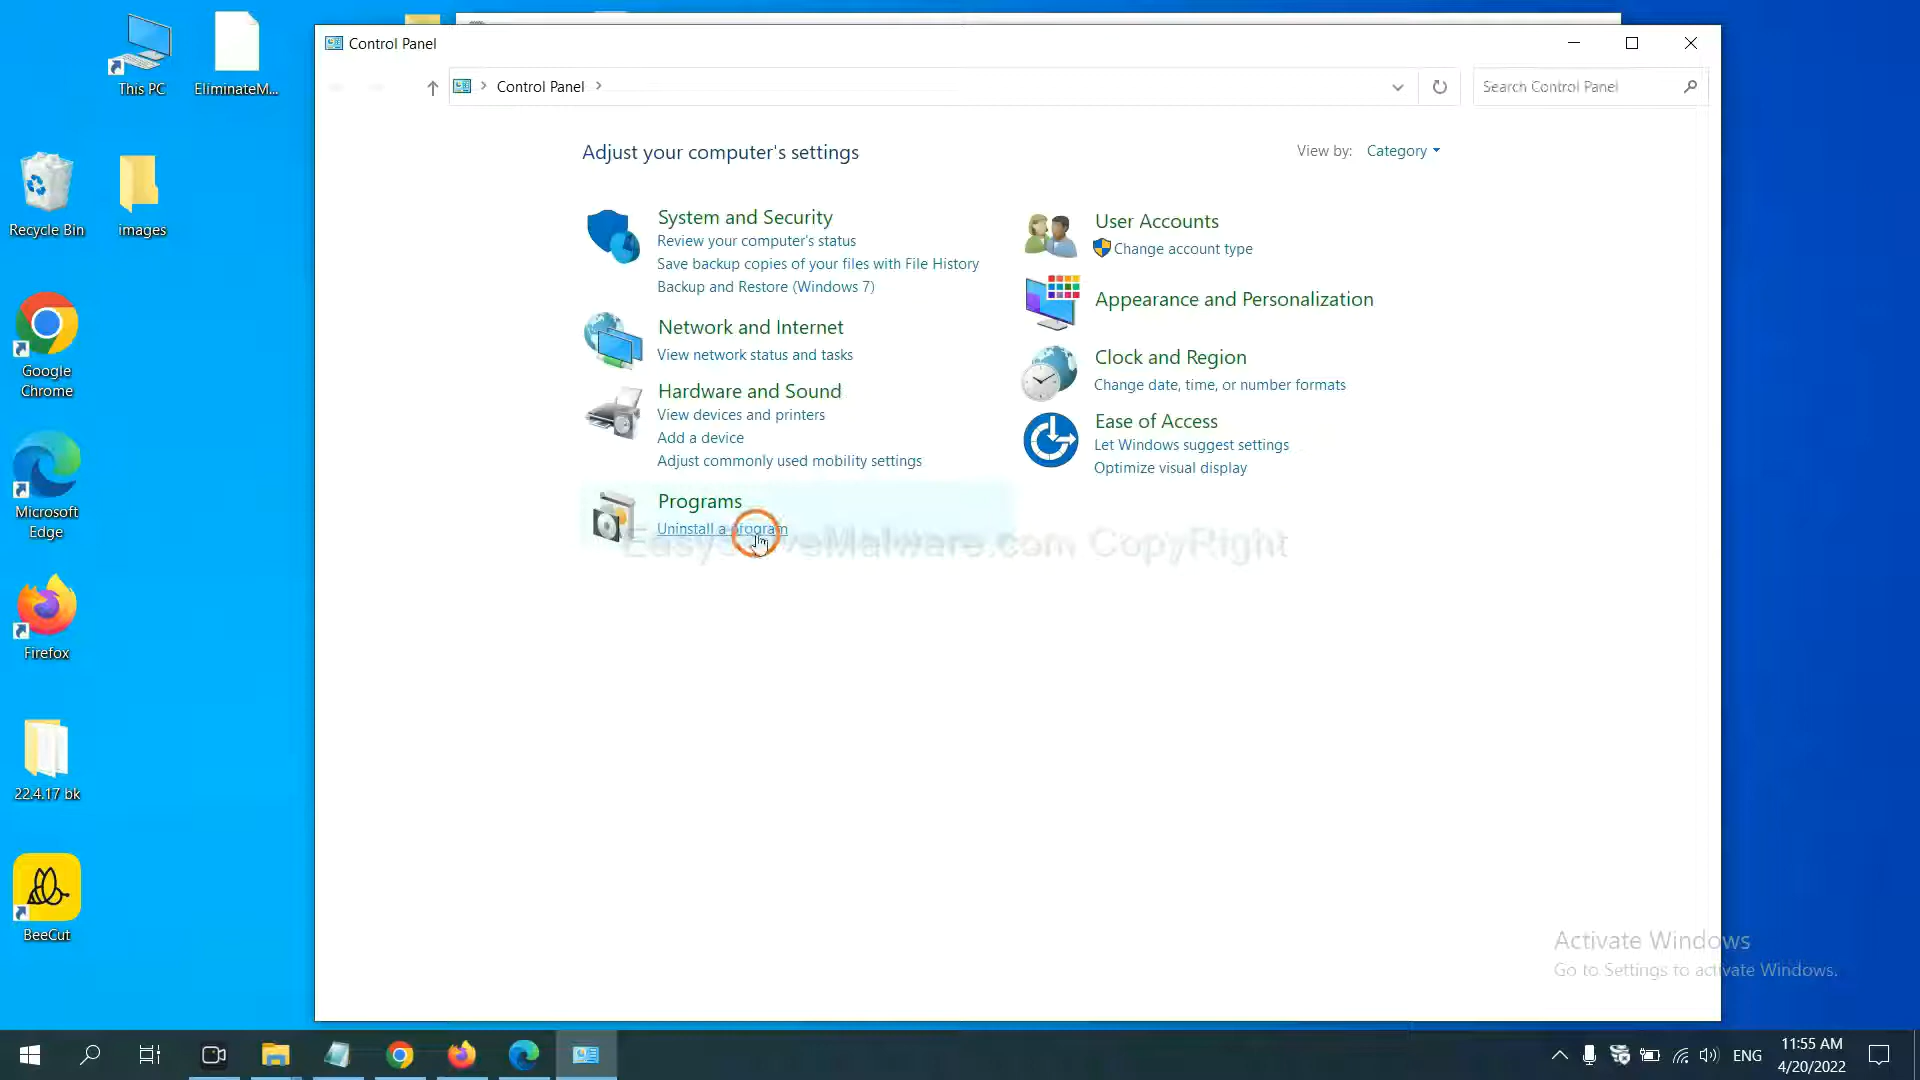 This PC
EliminateM...
Recycle Bin
images
Google
Chrome
Microsoft
Edge
Firefox
22.4.17 bk
BeeCut
Control Panel
Control Panel
Search Control Panel
Adjust your computer's settings
View by: Category
System and Security
Review your computer's status
Save backup copies of your files with File History
Backup and Restore (Windows 7)
Network and Internet
View network status and tasks
Hardware and Sound
View devices and printers
Add a device
Adjust commonly used mobility settings
Programs
Uninstall a program
User Accounts
Change account type
Appearance and Personalization
Clock and Region
Change date, time, or number formats
Ease of Access
Let Windows suggest settings
Optimize visual display
CopyRight
Activate Windows
Go to Settings to activate Windows.
ENG
11:55 AM
4/20/2022